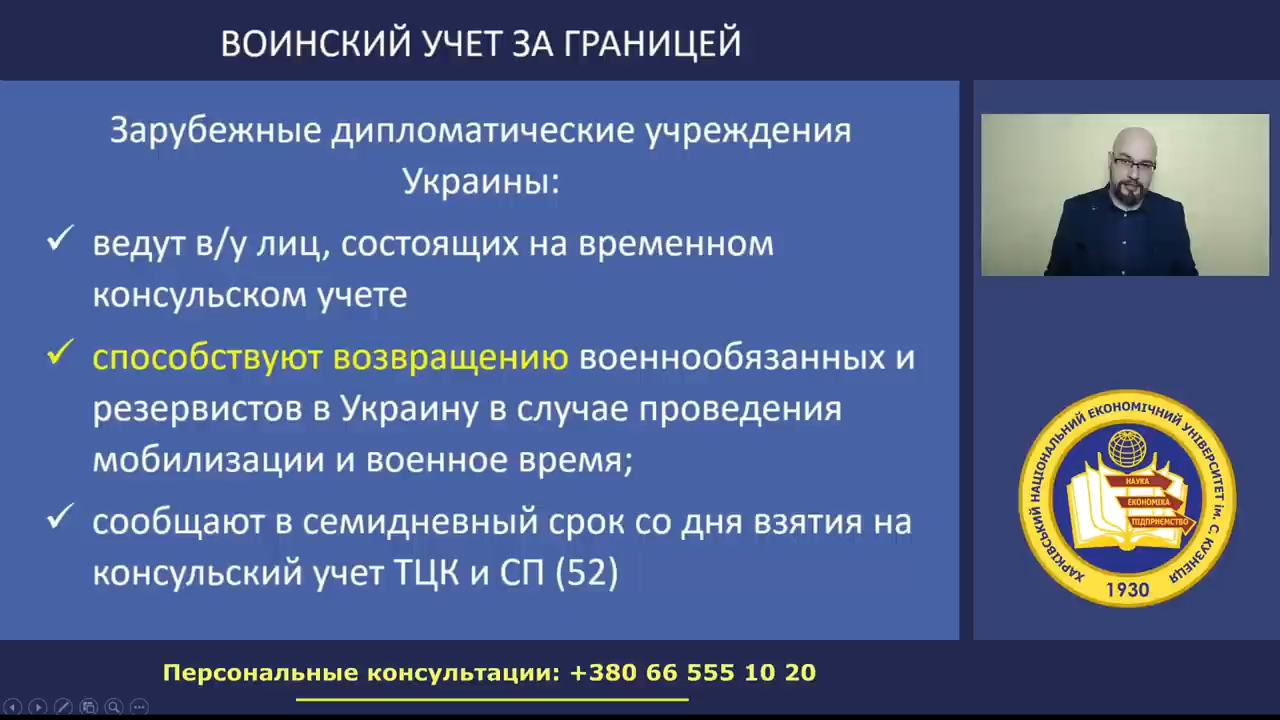 ВОИНСКИЙ УЧЕТ ЗА ГРАНИЦЕЙ
Зарубежные дипломатические учреждения
Украины:
✓ ведут в/у лиц, состоящих на временном
консульском учете
✓ способствуют возвращению военнообязанных и
резервистов в Украину в случае проведения
мобилизации и военное время;
✓ сообщают в семидневный срок со дня взятия на
консульский учет ТЦК и СП (52)
ХАРКІВСЬКИЙ НАЦІОНАЛЬНИЙ ЕКОНОМІЧНИЙ УНІВЕРСИТЕТ ІМ. С. КУЗНЕЦЯ
НАУКА
ЕКОНОМІКА
ПІДПРИЄМСТВО
1930
Персональные консультации: +380 66 555 10 20